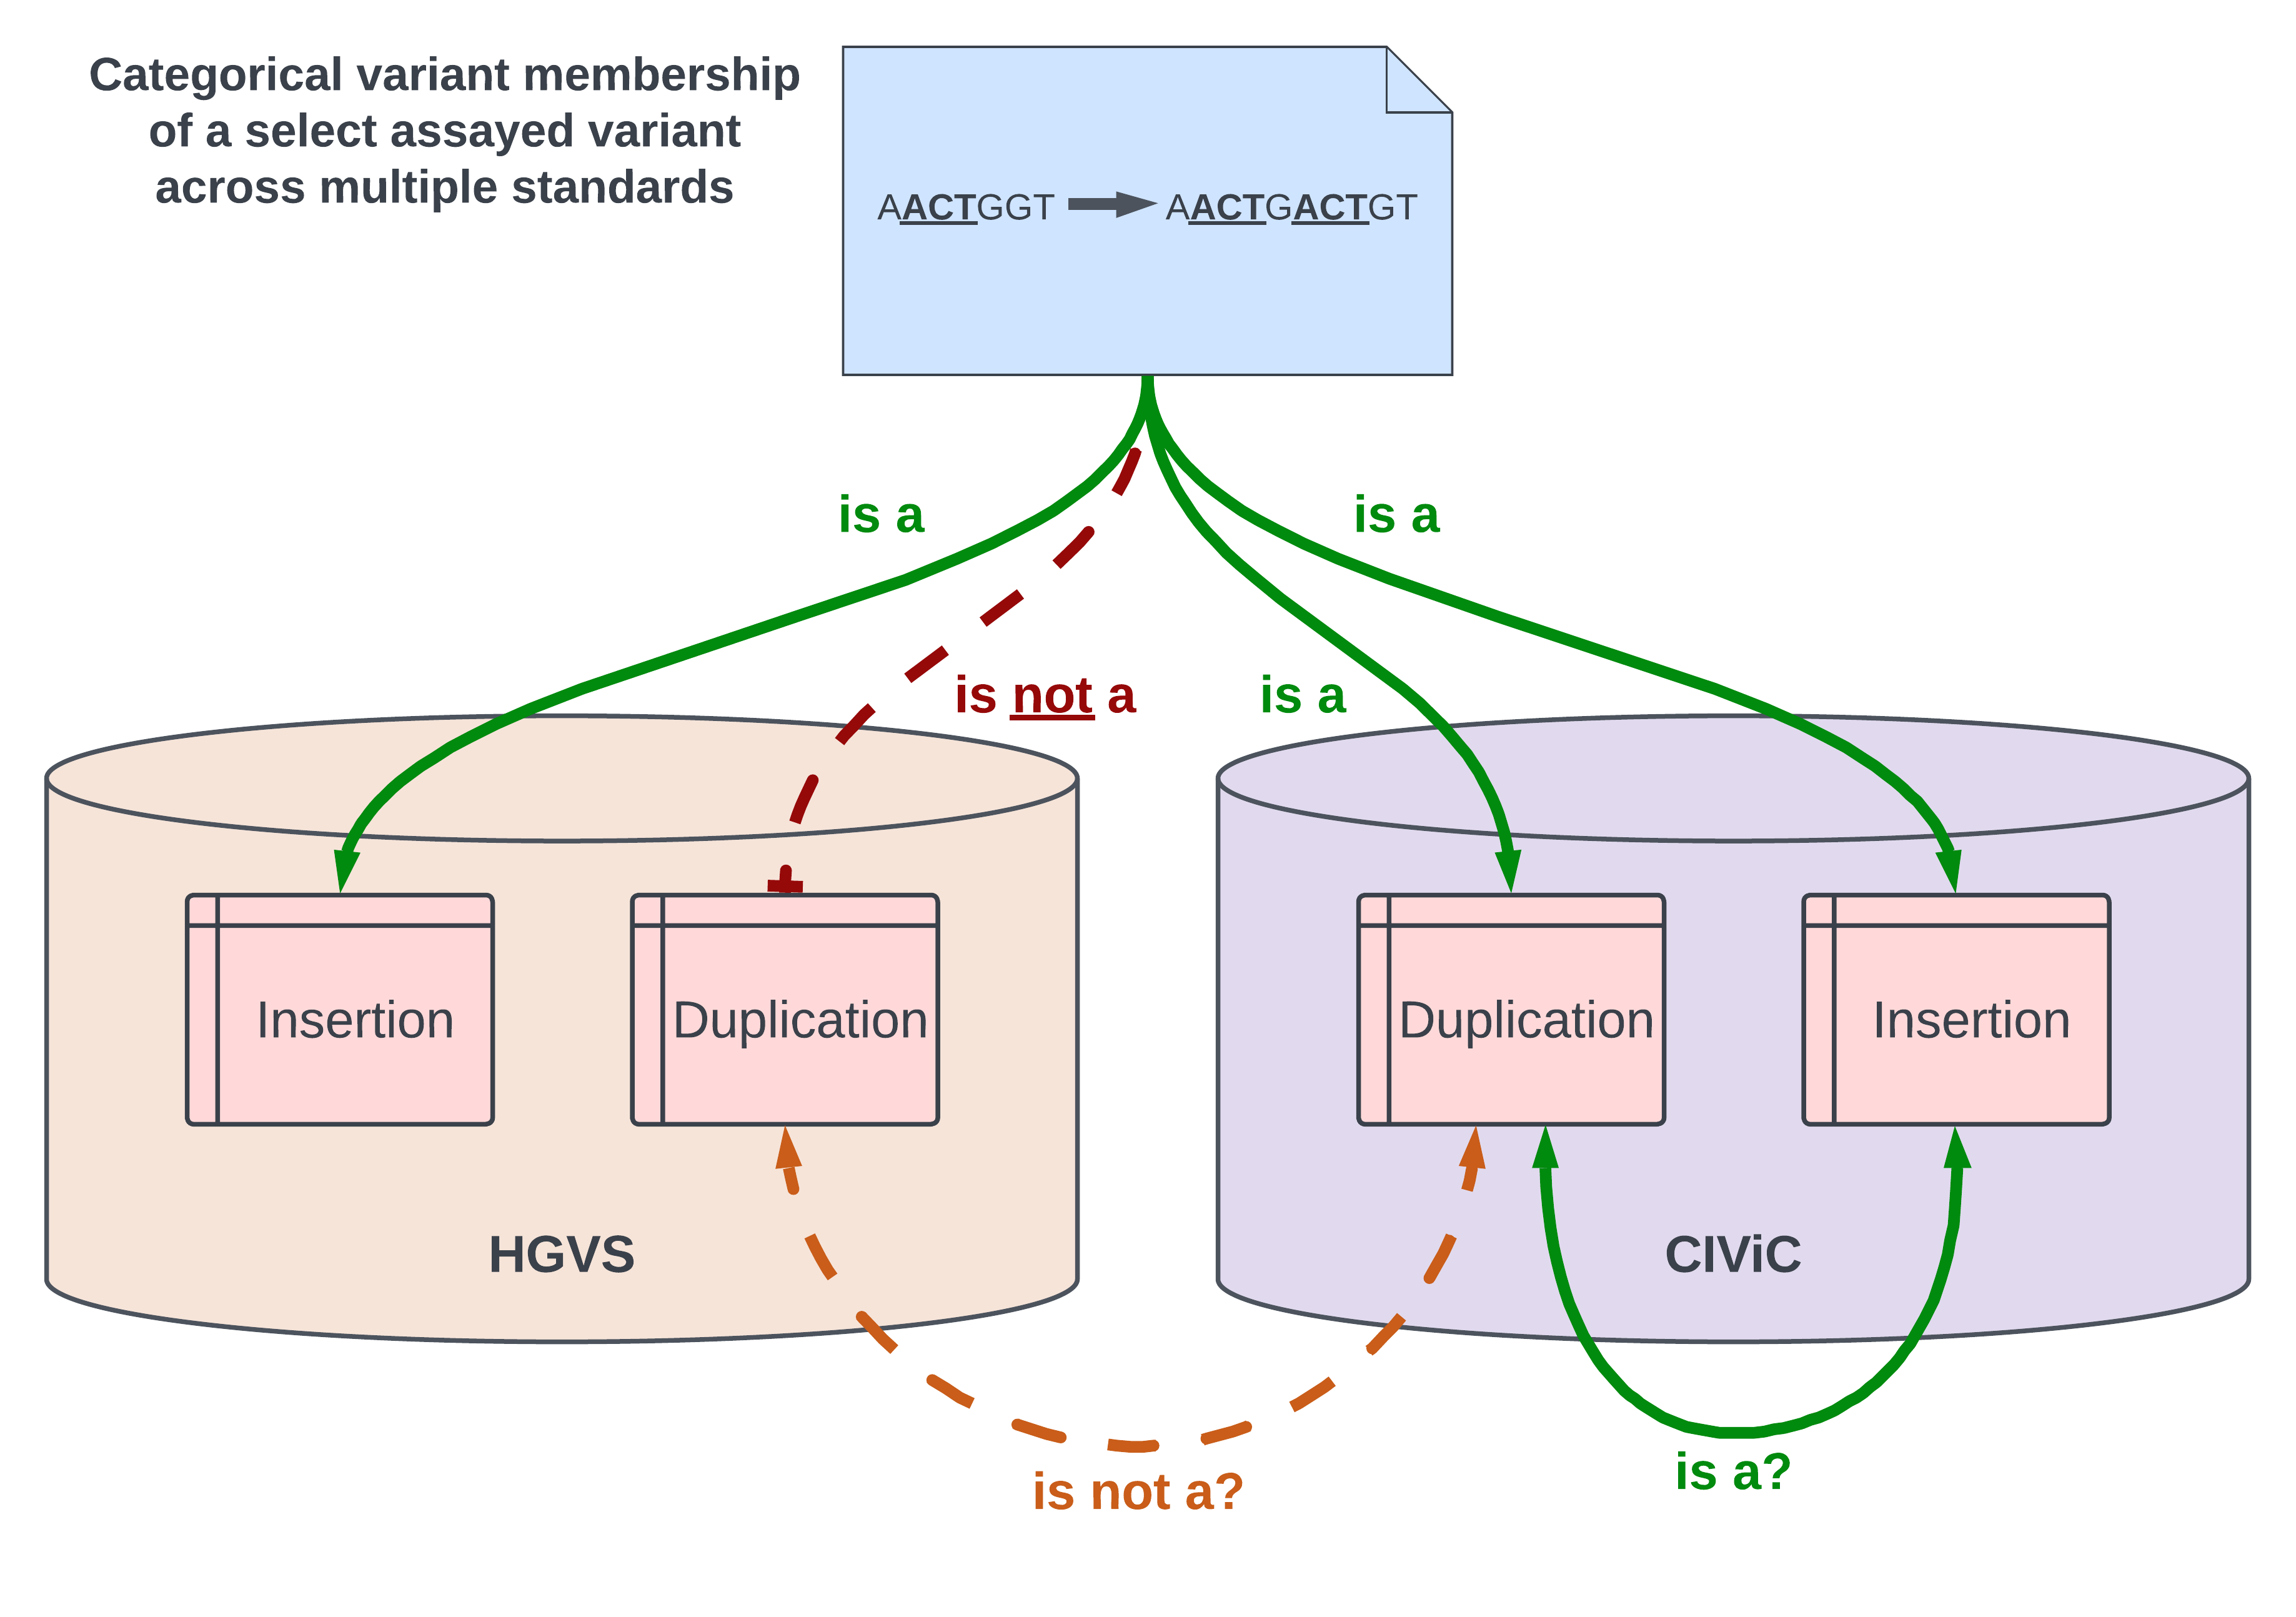 Categorical variant membership
of a select assayed variant
across multiple standards
AACTGGT AACTGACTGT
is a
is a
is not a
is a
Insertion
Duplication
Duplication
Insertion
HGVS
CIViC
is a?
is not a?